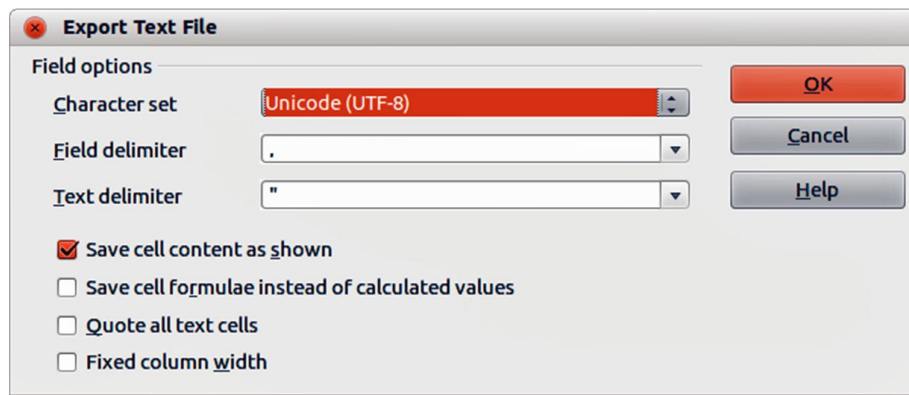 Export Text File
Field options
Character set
Unicode (UTF-8)
OK
Field delimiter
,
Cancel
Text delimiter
"
Help
Save cell content as shown
Save cell formulae instead of calculated values
Quote all text cells
Fixed column width